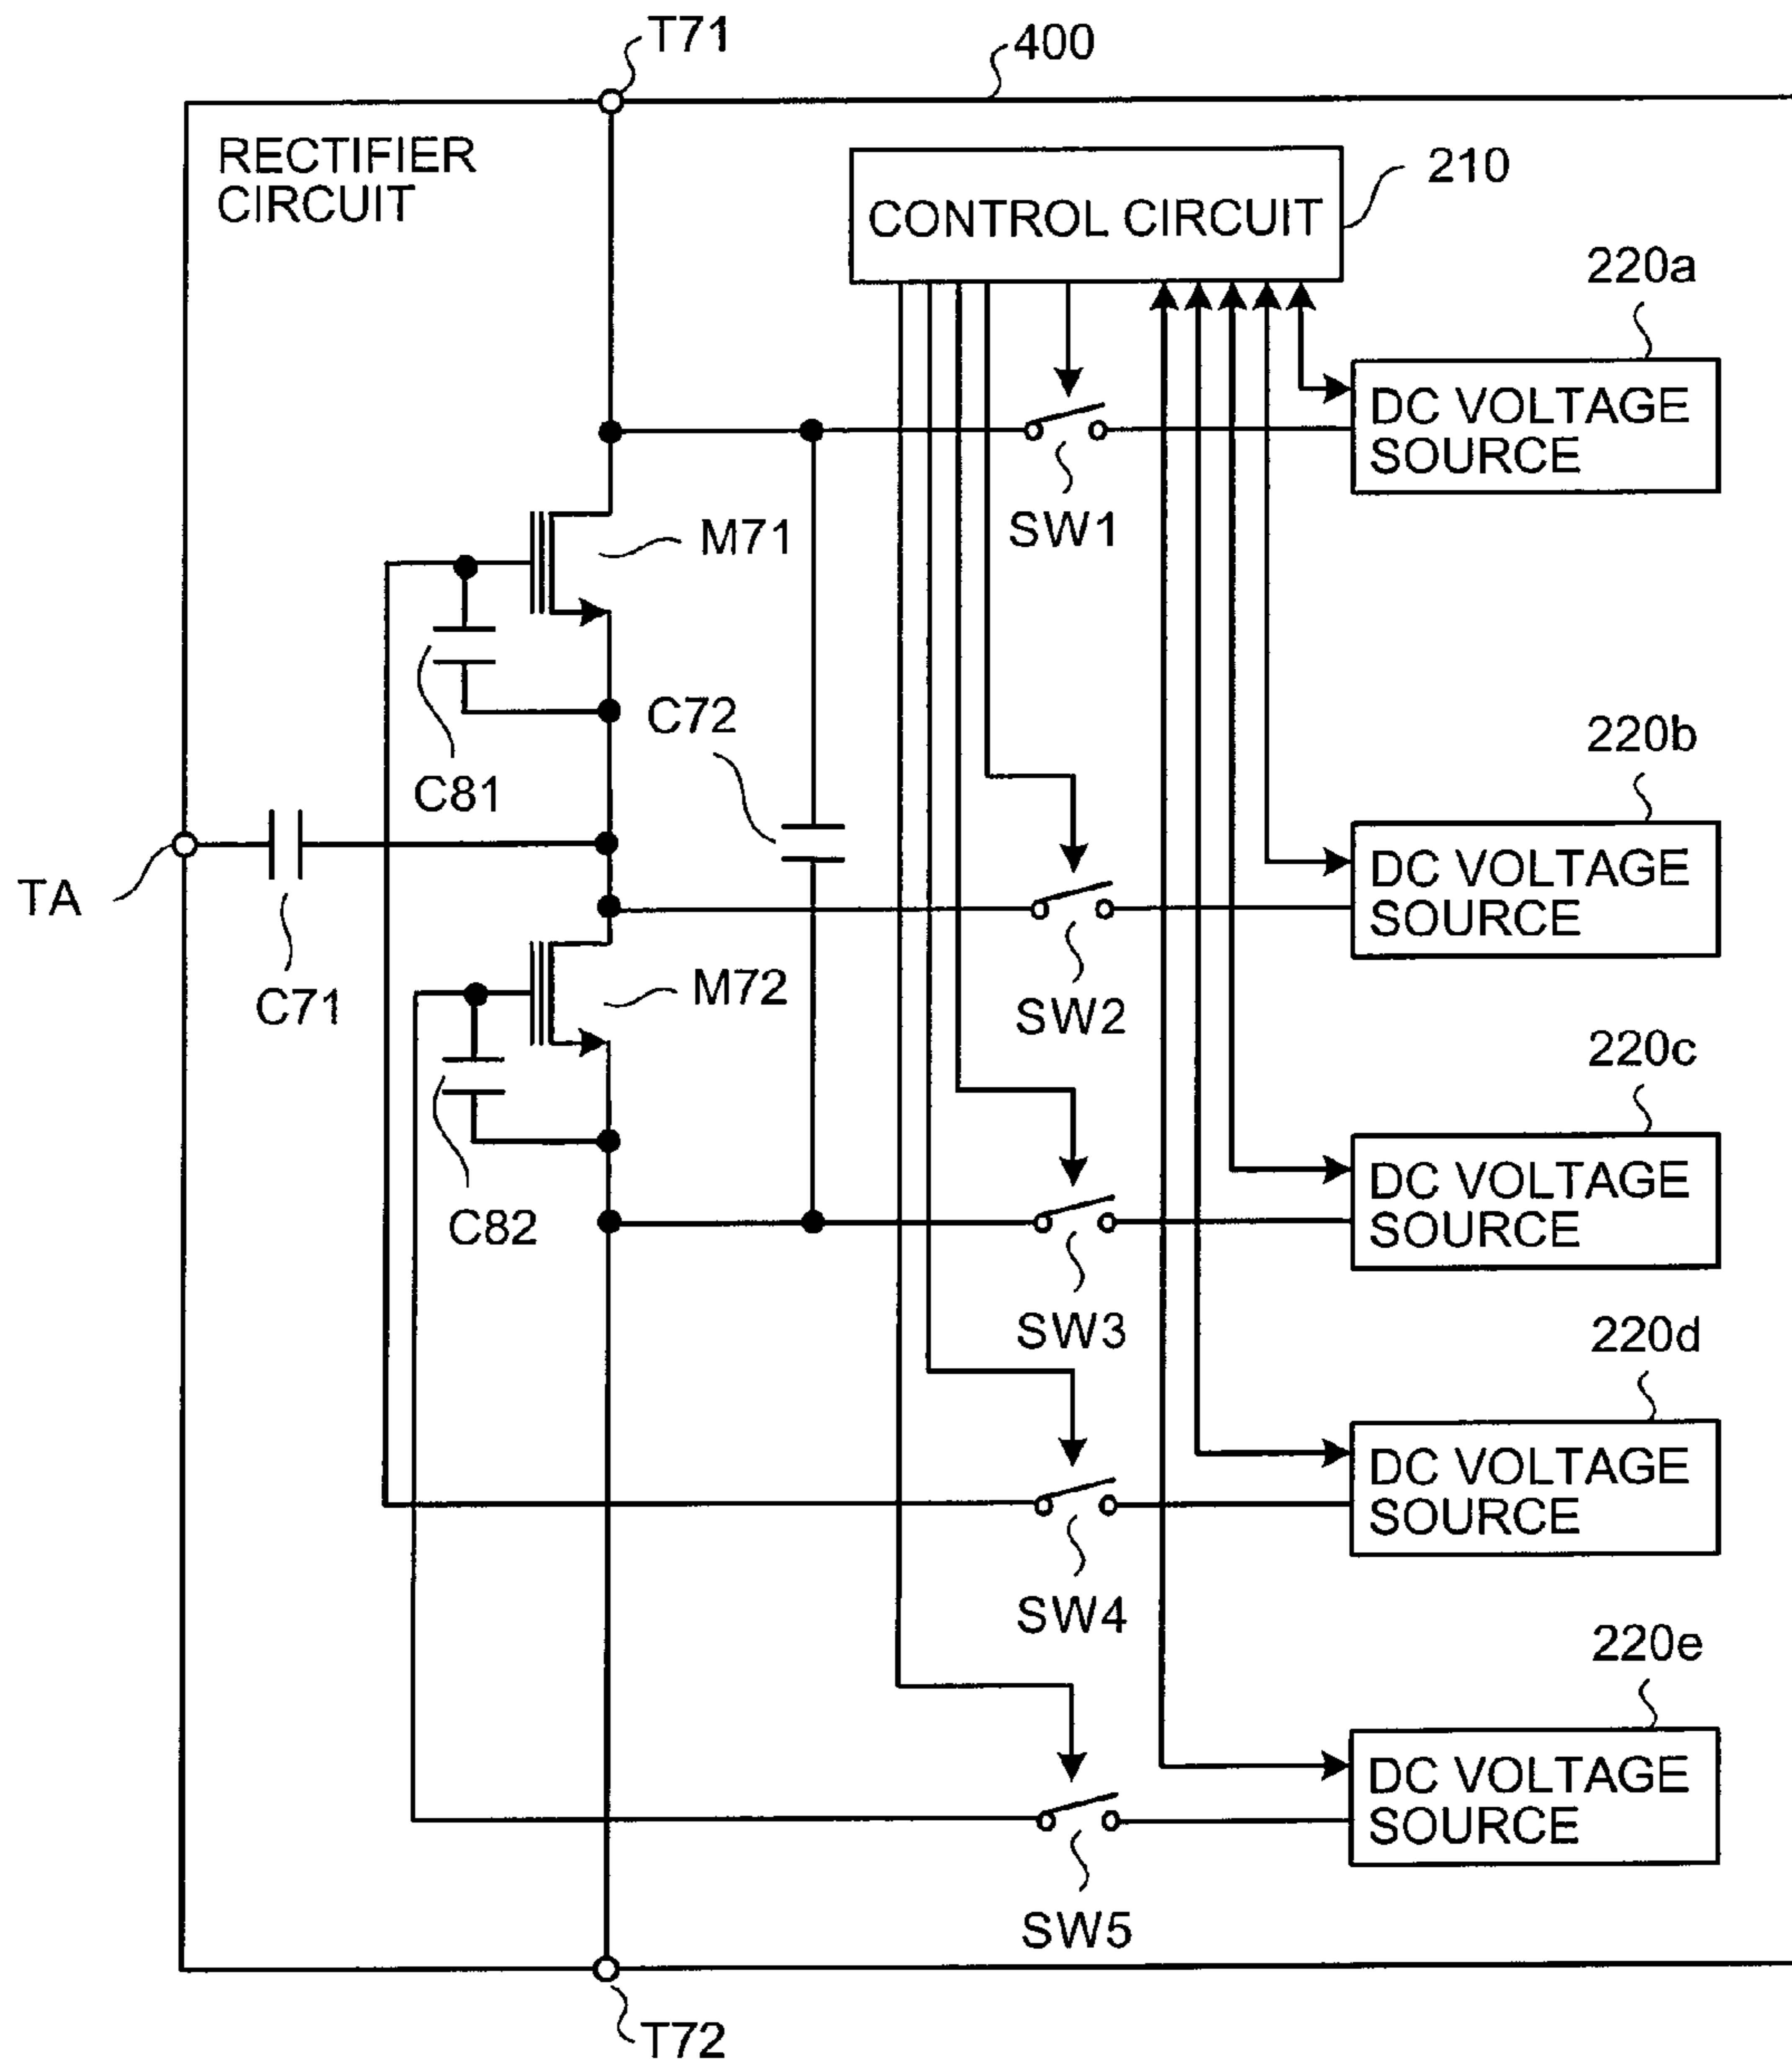 T71
400
RECTIFIER
CIRCUIT
210
CONTROL CIRCUIT
220a
DC VOLTAGE
SOURCE
SW1
M71
C81
C72
220b
DC VOLTAGE
SOURCE
TA
C71
M72
SW2
220c
DC VOLTAGE
SOURCE
C82
SW3
220d
DC VOLTAGE
SOURCE
SW4
220e
DC VOLTAGE
SOURCE
SW5
T72